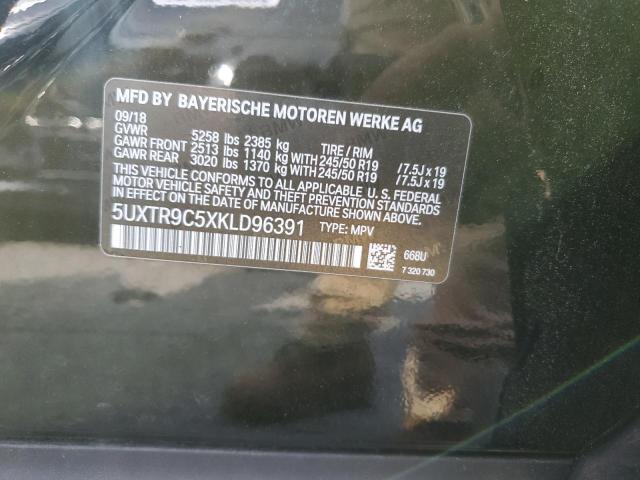 MFD BY BAYERISCHE MOTOREN WERKE AG
09/18
GVWR 5258 lbs 2385 kg TIRE / RIM
GAWR FRONT 2513 lbs 1140 kg WITH 245/50 R19 /7.5J x 19
GAWR REAR 3020 lbs 1370 kg WITH 245/50 R19 /7.5J x 19
THIS VEHICLE CONFORMS TO ALL APPLICABLE U.S. FEDERAL
MOTOR VEHICLE SAFETY AND THEFT PREVENTION STANDARDS
IN EFFECT ON THE DATE OF MANUFACTURE SHOWN ABOVE.
5UXTR9C5XKLD96391 TYPE: MPV
668U
7 320 730